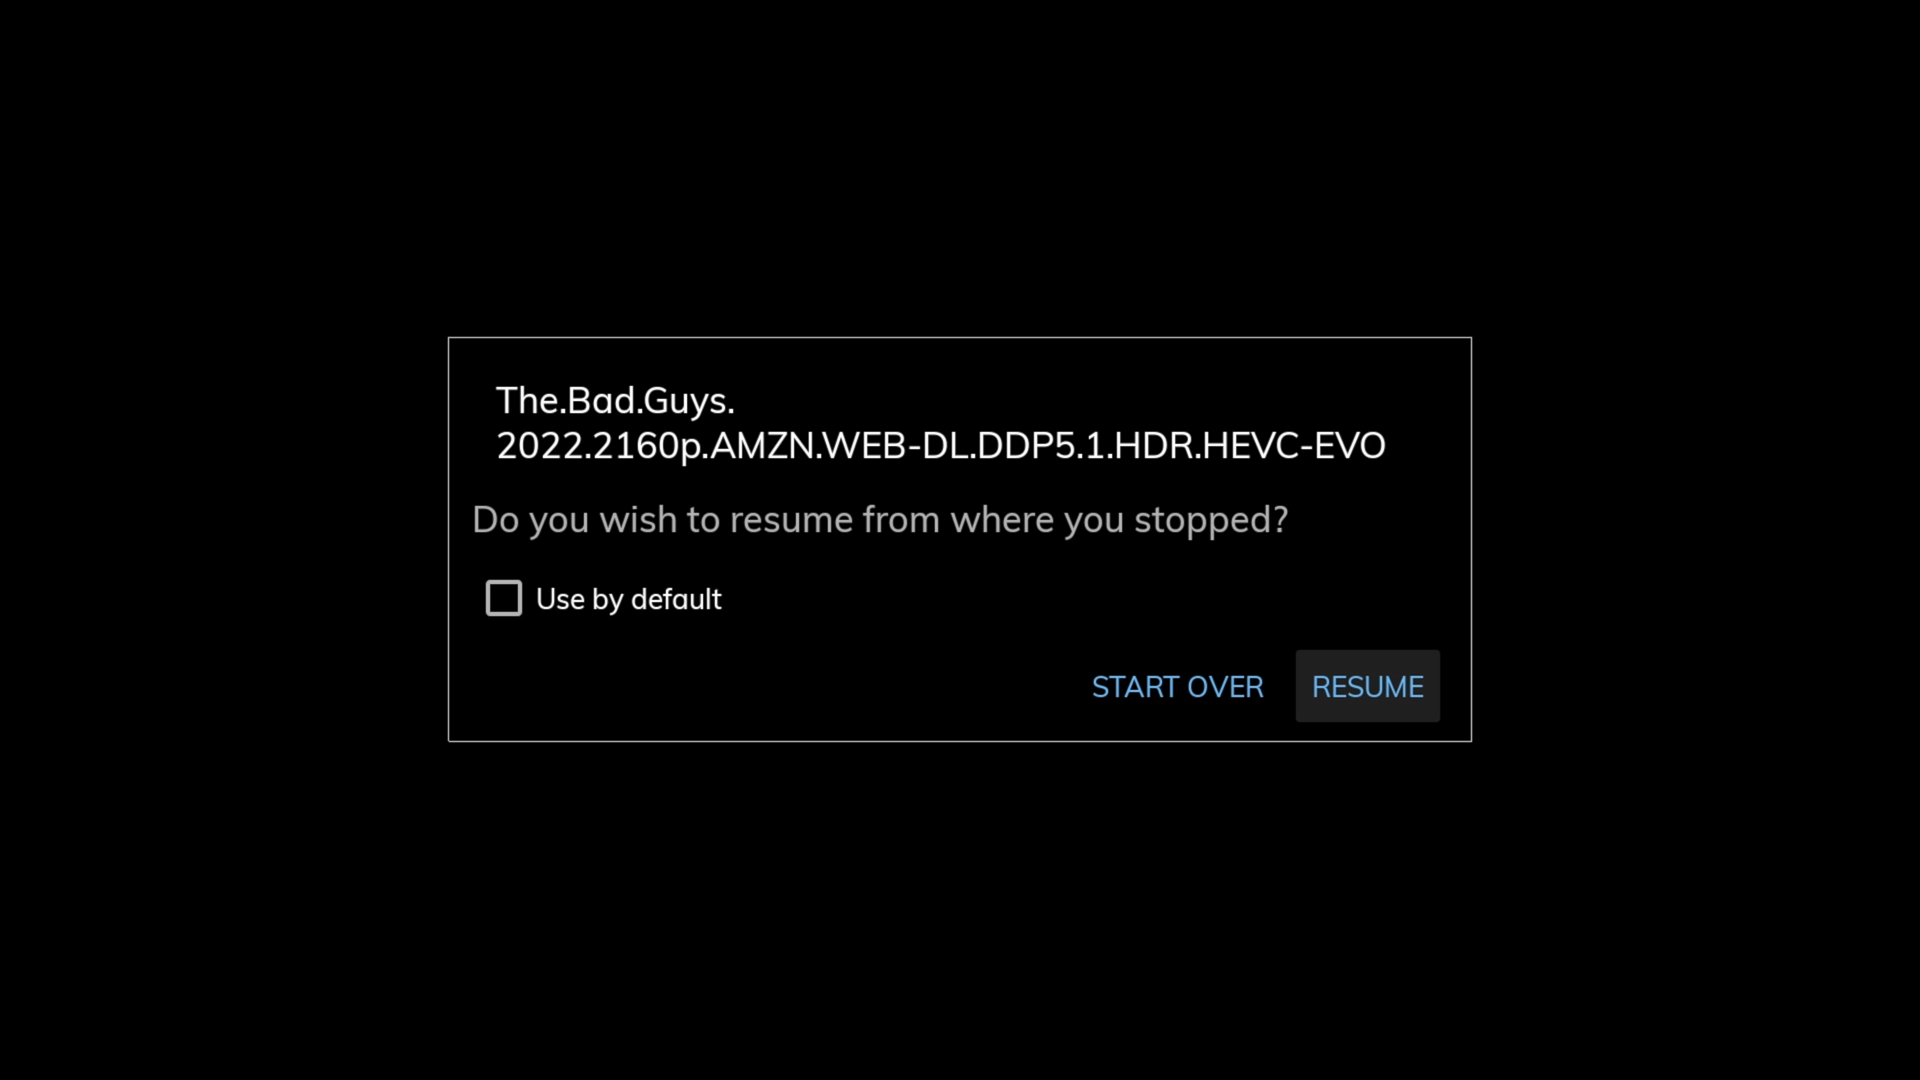 The.Bad.Guys.
2022.2160p.AMZN.WEB-DL.DDP5.1.HDR.HEVC-EVO
Do you wish to resume from where you stopped?
Use by default
START OVER RESUME